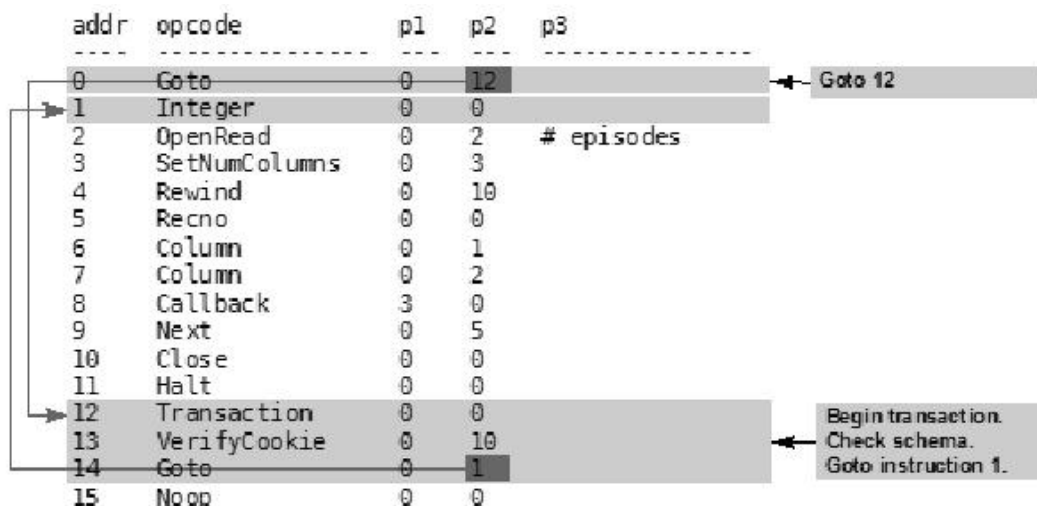 addr opcode p1 p2 p3
---- --------------- --- --- ---------------
0 Goto 0 12
Goto 12
1 Integer 0 0
2 OpenRead 0 2 # episodes
3 SetNumColumns 0 3
4 Rewind 0 10
5 Recno 0 0
6 Column 0 1
7 Column 0 2
8 Callback 3 0
9 Next 0 5
10 Close 0 0
11 Halt 0 0
12 Transaction 0 0
13 VerifyCookie 0 10
14 Goto 0 1
Begin transaction.
Check schema.
Goto instruction 1.
15 Noop 0 0